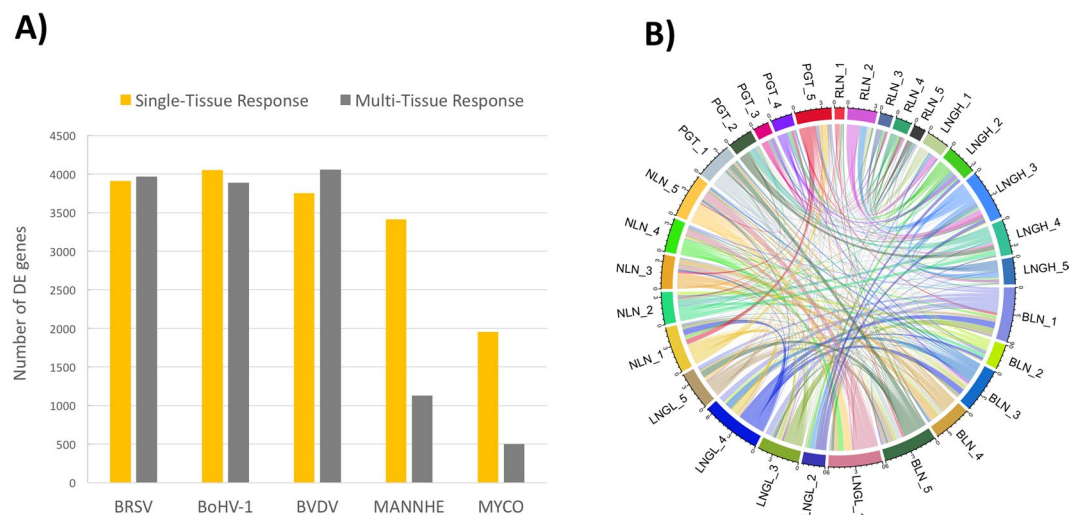 A)
Single-Tissue Response
Multi-Tissue Response
Number of DE genes
4500
4000
3500
3000
2500
2000
1500
1000
500
0
BRSV
BoHV-1
BVDV
MANNHE
MYCO
B)
PGT_1
PGT_2
PGT_3
PGT_4
PGT_5
RLN_1
RLN_2
RLN_3
RLN_4
RLN_5
LNGH_1
LNGH_2
LNGH_3
LNGH_4
LNGH_5
BLN_1
BLN_2
BLN_3
BLN_4
BLN_5
LNGL_
LNGL_2
LNGL_3
LNGL_4
LNGL_5
NLN_1
NLN_2
NLN_3
NLN_4
NLN_5